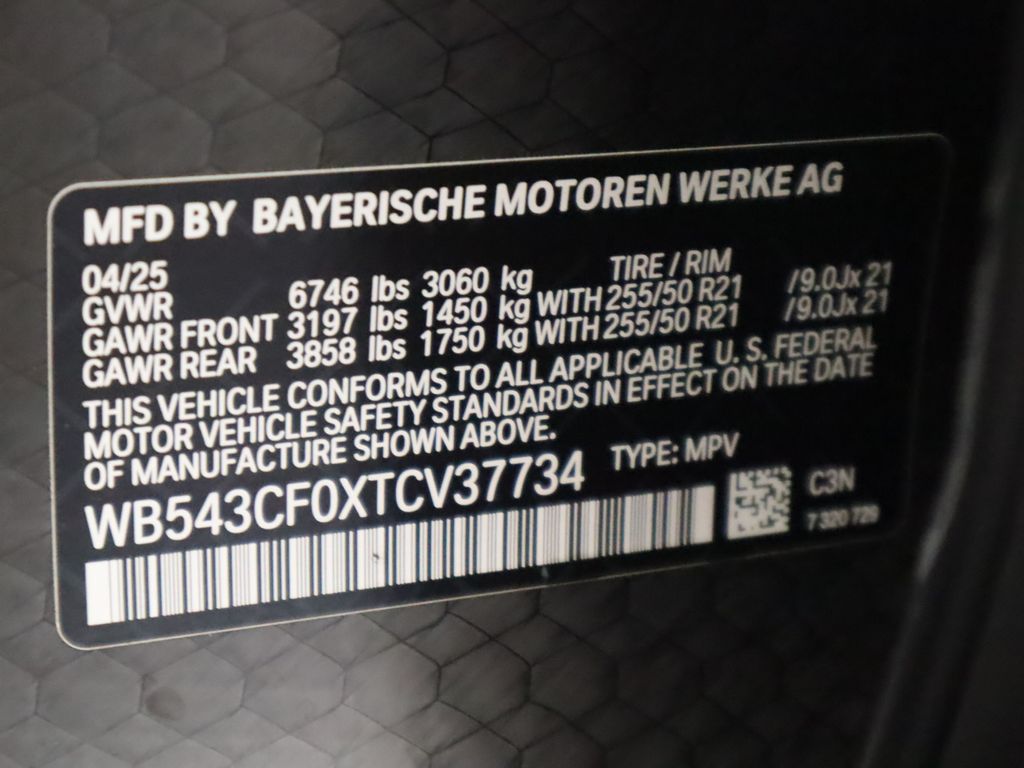 MFD BY BAYERISCHE MOTOREN WERKE AG
04/25 TIRE / RIM
GVWR 6746 lbs 3060 kg
GAWR FRONT 3197 lbs 1450 kg WITH 255/50 R21 /9.0Jx 21
GAWR REAR 3858 lbs 1750 kg WITH 255/50 R21 /9.0Jx 21
THIS VEHICLE CONFORMS TO ALL APPLICABLE U. S. FEDERAL
MOTOR VEHICLE SAFETY STANDARDS IN EFFECT ON THE DATE
OF MANUFACTURE SHOWN ABOVE.
WB543CF0XTCV37734 TYPE: MPV
C3N
7 320 729